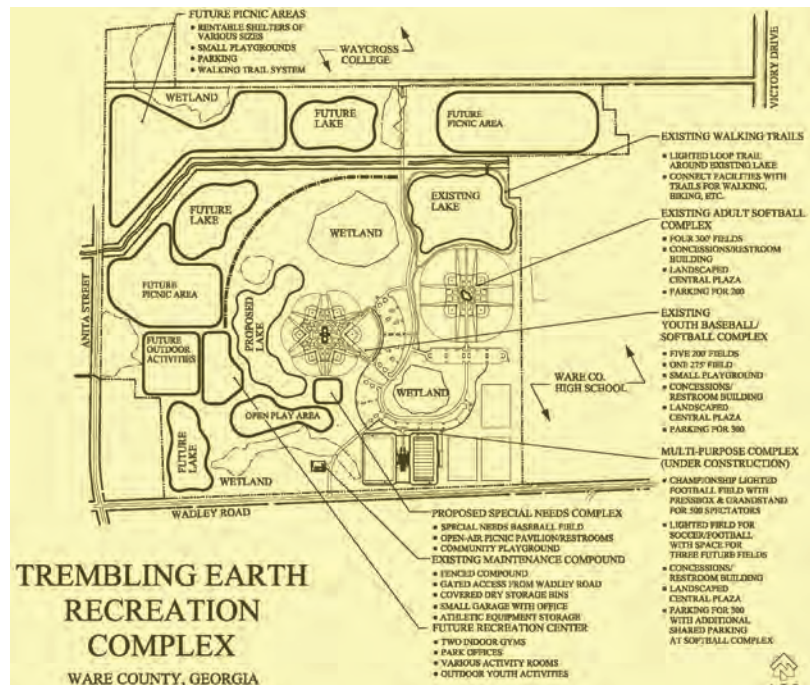 FUTURE PICNIC AREAS
• RENTABLE SHELTERS OF
VARIOUS SIZES
• SMALL PLAYGROUNDS
• PARKING
• WALKING TRAIL SYSTEM
WAYCROSS
COLLEGE
VICTORY DRIVE
WETLAND
FUTURE
LAKE
FUTURE
PICNIC AREA
EXISTING WALKING TRAILS
• LIGHTED LOOP TRAIL
AROUND EXISTING LAKE
• CONNECT FACILITIES WITH
TRAILS FOR WALKING,
BIKING, ETC.
FUTURE
LAKE
EXISTING
LAKE
WETLAND
EXISTING ADULT SOFTBALL
COMPLEX
• FOUR 300' FIELDS
• CONCESSIONS/RESTROOM
BUILDING
• LANDSCAPED
CENTRAL PLAZA
• PARKING FOR 200
ANITA STREET
FUTURE
PICNIC AREA
PROPOSED
LAKE
EXISTING
YOUTH BASEBALL/
SOFTBALL COMPLEX
• FIVE 200' FIELDS
• ONE 275' FIELD
• SMALL PLAYGROUND
• CONCESSIONS/
RESTROOM BUILDING
• LANDSCAPED
CENTRAL PLAZA
• PARKING FOR 300
FUTURE
OUTDOOR
ACTIVITIES
WARE CO.
HIGH SCHOOL
WETLAND
OPEN PLAY AREA
FUTURE
LAKE
WETLAND
WADLEY ROAD
MULTI-PURPOSE COMPLEX
(UNDER CONSTRUCTION)
• CHAMPIONSHIP LIGHTED
FOOTBALL FIELD WITH
PRESSBOX & GRANDSTAND
FOR 500 SPECTATORS
• LIGHTED FIELD FOR
SOCCER/FOOTBALL
WITH SPACE FOR
THREE FUTURE FIELDS
• CONCESSIONS/
RESTROOM BUILDING
• LANDSCAPED
CENTRAL PLAZA
• PARKING FOR 300
WITH ADDITIONAL
SHARED PARKING
AT SOFTBALL COMPLEX
PROPOSED SPECIAL NEEDS COMPLEX
• SPECIAL NEEDS BASEBALL FIELD
• OPEN-AIR PICNIC PAVILION/RESTROOMS
• COMMUNITY PLAYGROUND
EXISTING MAINTENANCE COMPOUND
• FENCED COMPOUND
• GATED ACCESS FROM WADLEY ROAD
• COVERED DRY STORAGE BINS
• SMALL GARAGE WITH OFFICE
• ATHLETIC EQUIPMENT STORAGE
FUTURE RECREATION CENTER
• TWO INDOOR GYMS
• PARK OFFICES
• VARIOUS ACTIVITY ROOMS
• OUTDOOR YOUTH ACTIVITIES
TREMBLING EARTH
RECREATION
COMPLEX
WARE COUNTY, GEORGIA